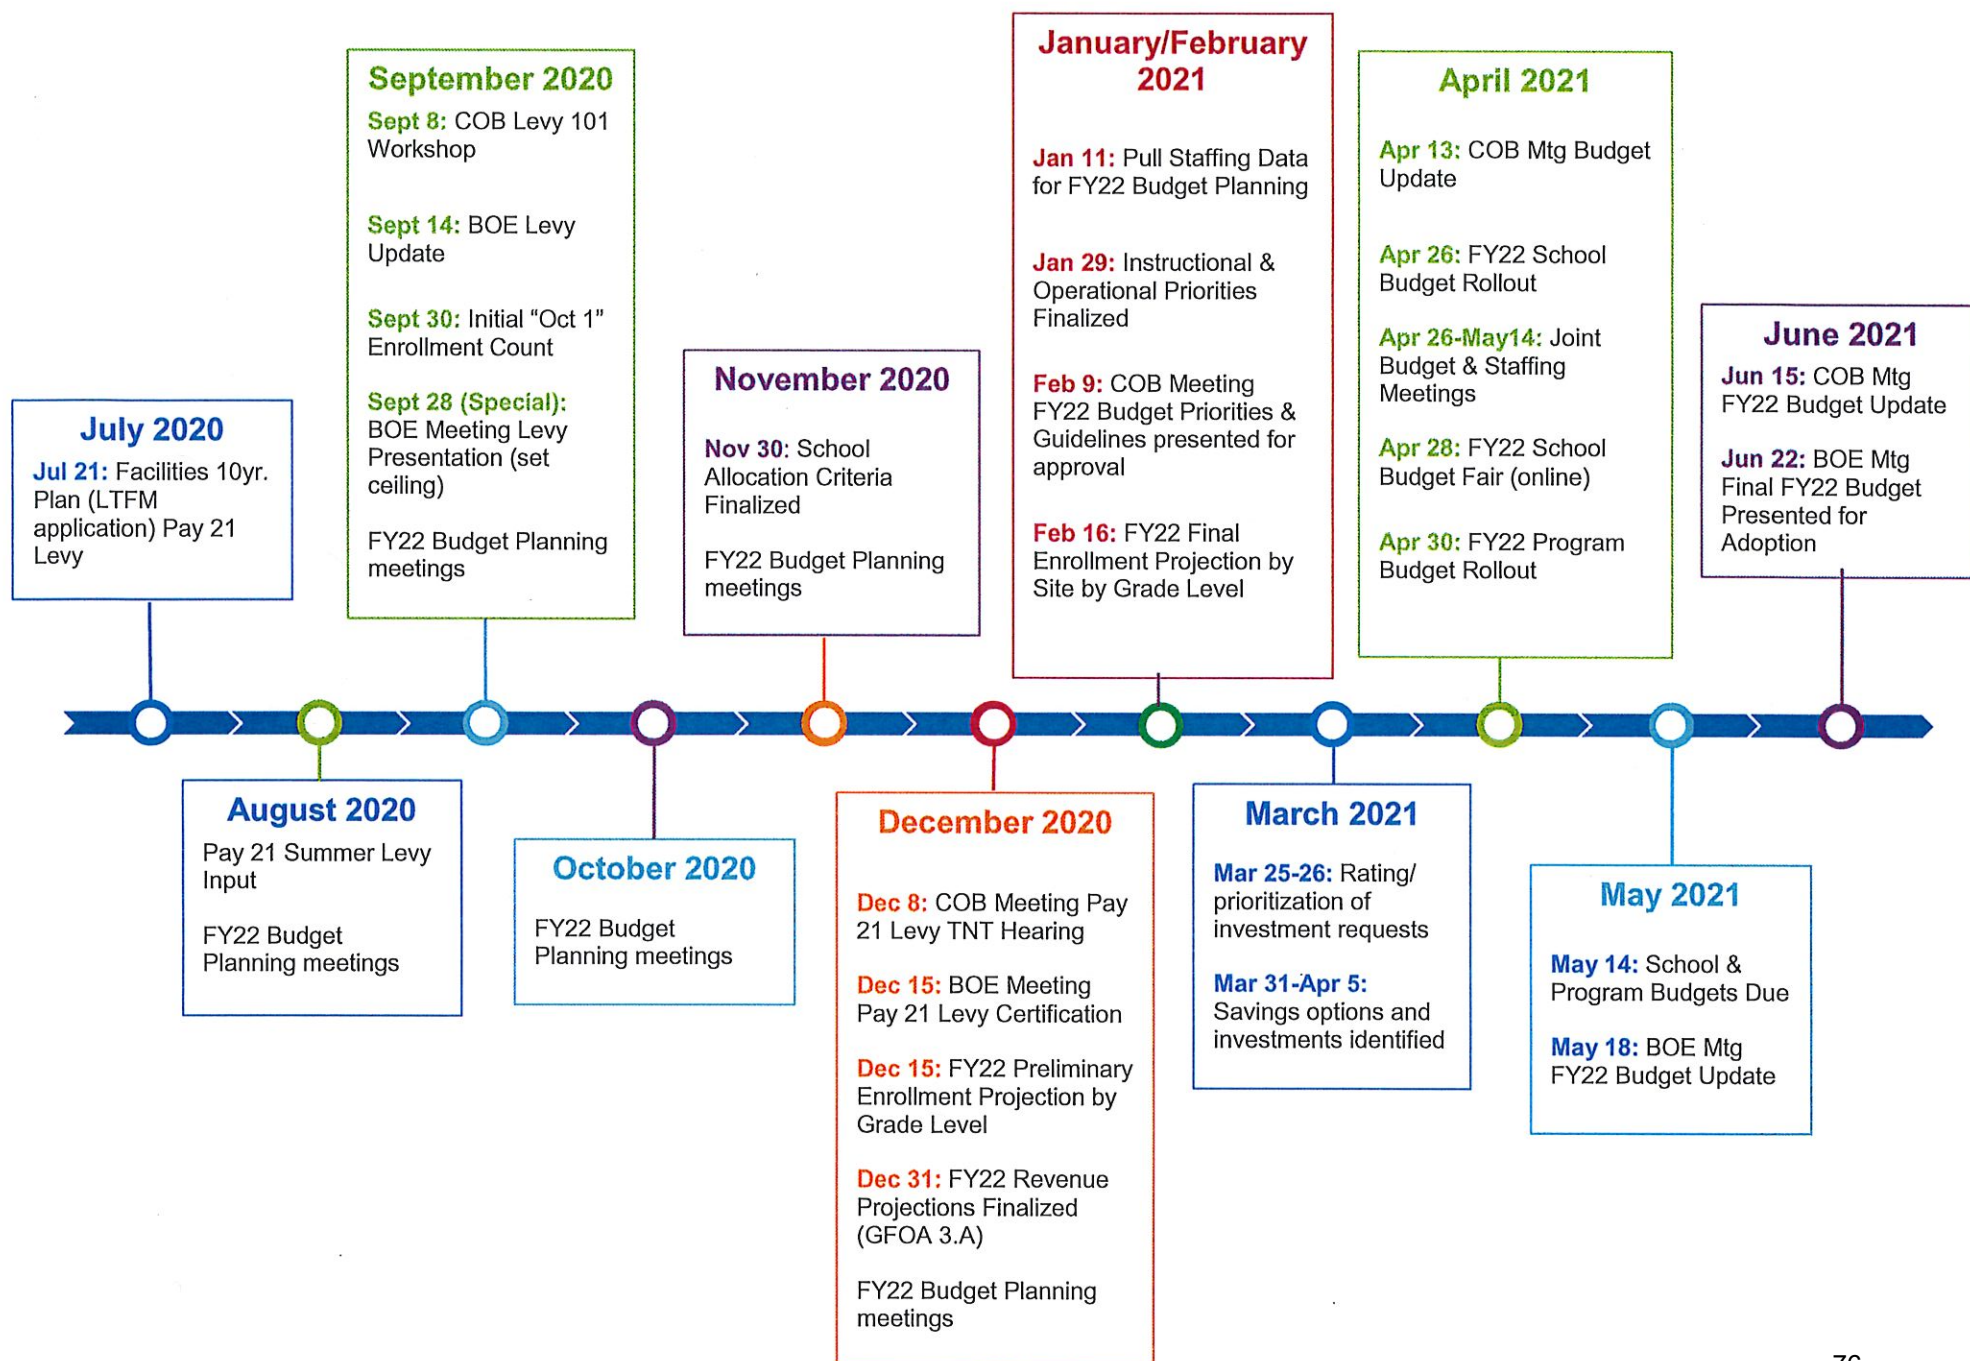 July 2020
Jul 21: Facilities 10yr.
Plan (LTFM
application) Pay 21
Levy
August 2020
Pay 21 Summer Levy
Input
FY22 Budget
Planning meetings
September 2020
Sept 8: COB Levy 101
Workshop
Sept 14: BOE Levy
Update
Sept 30: Initial “Oct 1”
Enrollment Count
Sept 28 (Special):
BOE Meeting Levy
Presentation (set
ceiling)
FY22 Budget Planning
meetings
October 2020
FY22 Budget
Planning meetings
November 2020
Nov 30: School
Allocation Criteria
Finalized
FY22 Budget Planning
meetings
December 2020
Dec 8: COB Meeting Pay
21 Levy TNT Hearing
Dec 15: BOE Meeting
Pay 21 Levy Certification
Dec 15: FY22 Preliminary
Enrollment Projection by
Grade Level
Dec 31: FY22 Revenue
Projections Finalized
(GFOA 3.A)
FY22 Budget Planning
meetings
January/February
2021
Jan 11: Pull Staffing Data
for FY22 Budget Planning
Jan 29: Instructional &
Operational Priorities
Finalized
Feb 9: COB Meeting
FY22 Budget Priorities &
Guidelines presented for
approval
Feb 16: FY22 Final
Enrollment Projection by
Site by Grade Level
March 2021
Mar 25-26: Rating/
prioritization of
investment requests
Mar 31-Apr 5:
Savings options and
investments identified
April 2021
Apr 13: COB Mtg Budget
Update
Apr 26: FY22 School
Budget Rollout
Apr 26-May14: Joint
Budget & Staffing
Meetings
Apr 28: FY22 School
Budget Fair (online)
Apr 30: FY22 Program
Budget Rollout
May 2021
May 14: School &
Program Budgets Due
May 18: BOE Mtg
FY22 Budget Update
June 2021
Jun 15: COB Mtg
FY22 Budget Update
Jun 22: BOE Mtg
Final FY22 Budget
Presented for
Adoption